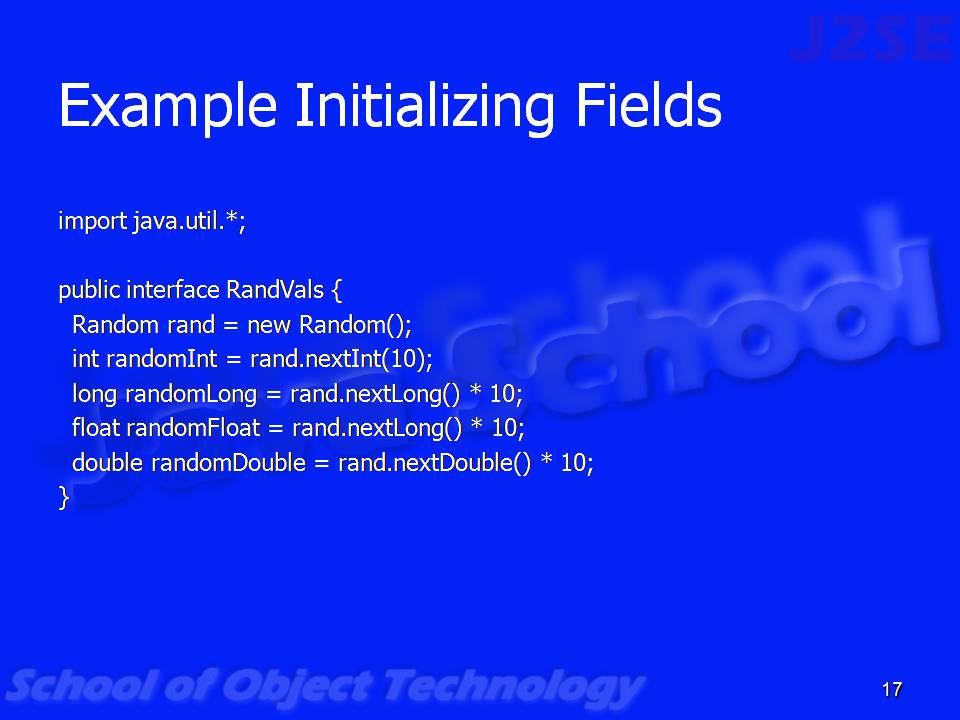 J2SE
Example Initializing Fields
import java.util.*;
public interface RandVals {
Random rand = new Random();
int randomInt = rand.nextInt(10);
long randomLong = rand.nextLong() * 10;
float randomFloat = rand.nextLong() * 10;
double randomDouble = rand.nextDouble() * 10;
}
Java School
School of Object Technology
17